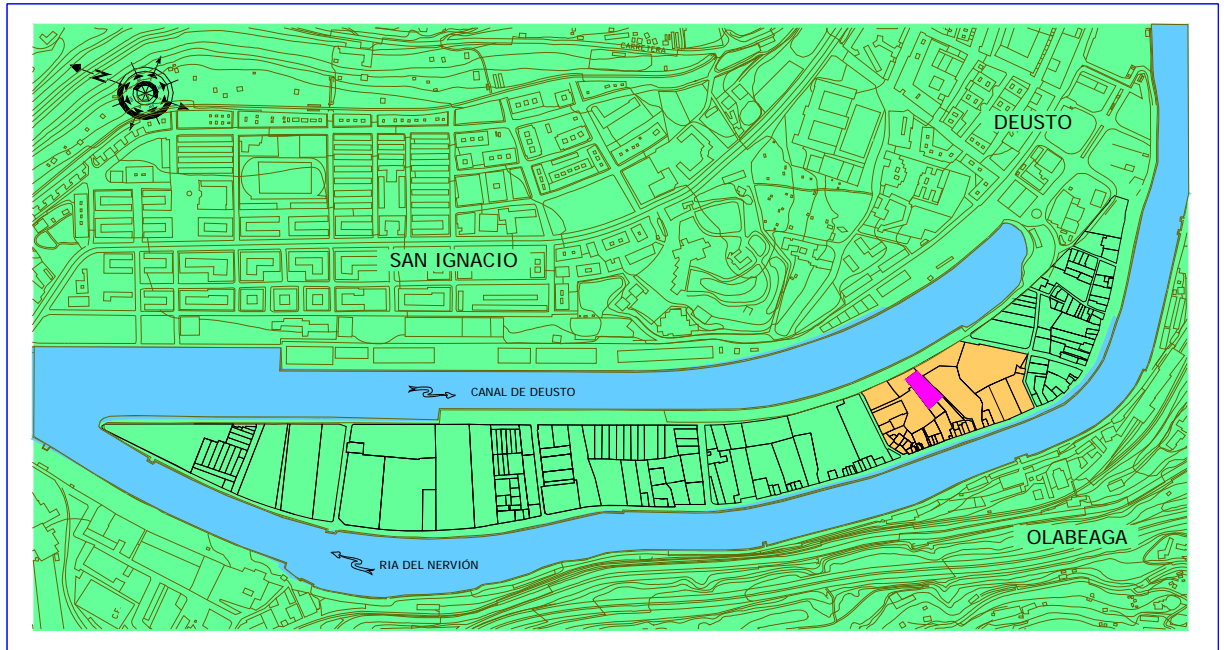 CARRETERA
N
DEUSTO
SAN IGNACIO
CANAL DE DEUSTO
OLABEAGA
RIA DEL NERVIÓN
C.F.